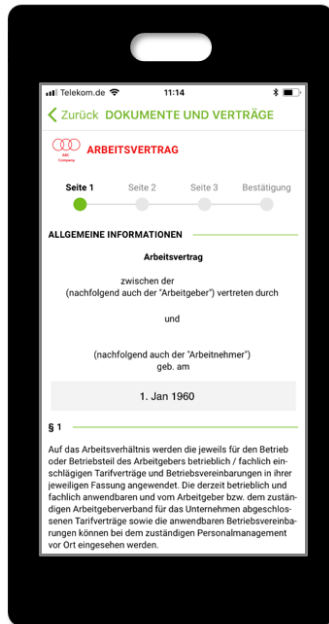 Telekom.de 11:14
Zurück DOKUMENTE UND VERTRÄGE
ABC
Company
ARBEITSVERTRAG
Seite 1 Seite 2 Seite 3 Bestätigung
ALLGEMEINE INFORMATIONEN
Arbeitsvertrag
zwischen der
(nachfolgend auch der "Arbeitgeber") vertreten durch
und
(nachfolgend auch der "Arbeitnehmer")
geb. am
1. Jan 1960
§ 1
Auf das Arbeitsverhältnis werden die jeweils für den Betrieb
oder Betriebsteil des Arbeitgebers betrieblich / fachlich ein-
schlägigen Tarifverträge und Betriebsvereinbarungen in ihrer
jeweiligen Fassung angewendet. Die derzeit betrieblich und
fachlich anwendbaren und vom Arbeitgeber bzw. dem zustän-
digen Arbeitgeberverband für das Unternehmen abgeschlos-
senen Tarifverträge sowie die anwendbaren Betriebsvereinba-
rungen können bei dem zuständigen Personalmanagement
vor Ort eingesehen werden.